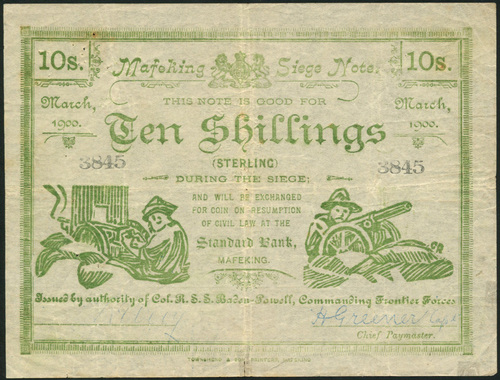 10s. Mafeking Siege Note. 10s.
March, 1900. THIS NOTE IS GOOD FOR March, 1900.
Ten Shillings
3845 (STERLING) 3845
DURING THE SIEGE;
AND WILL BE EXCHANGED
FOR COIN ON RESUMPTION
OF CIVIL LAW AT THE
Standard Bank,
MAFEKING.
Issued by authority of Col. R. S. S. Baden-Powell, Commanding Frontier Forces
Chief Paymaster.